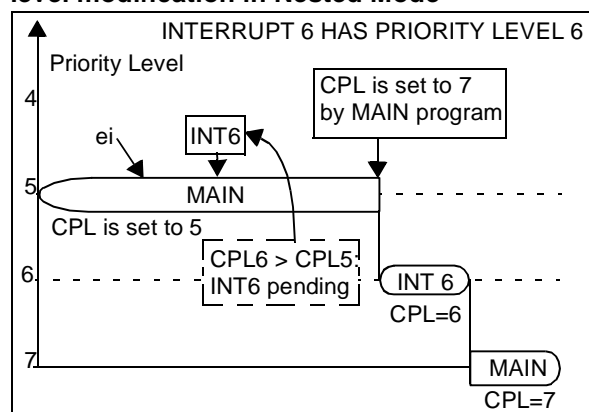 level modification in Nested Mode
INTERRUPT 6 HAS PRIORITY LEVEL 6
Priority Level
CPL is set to 7
by MAIN program
4
ei
INT6
5
MAIN
CPL is set to 5
CPL6 > CPL5:
INT6 pending
6
INT 6
CPL=6
7
MAIN
CPL=7